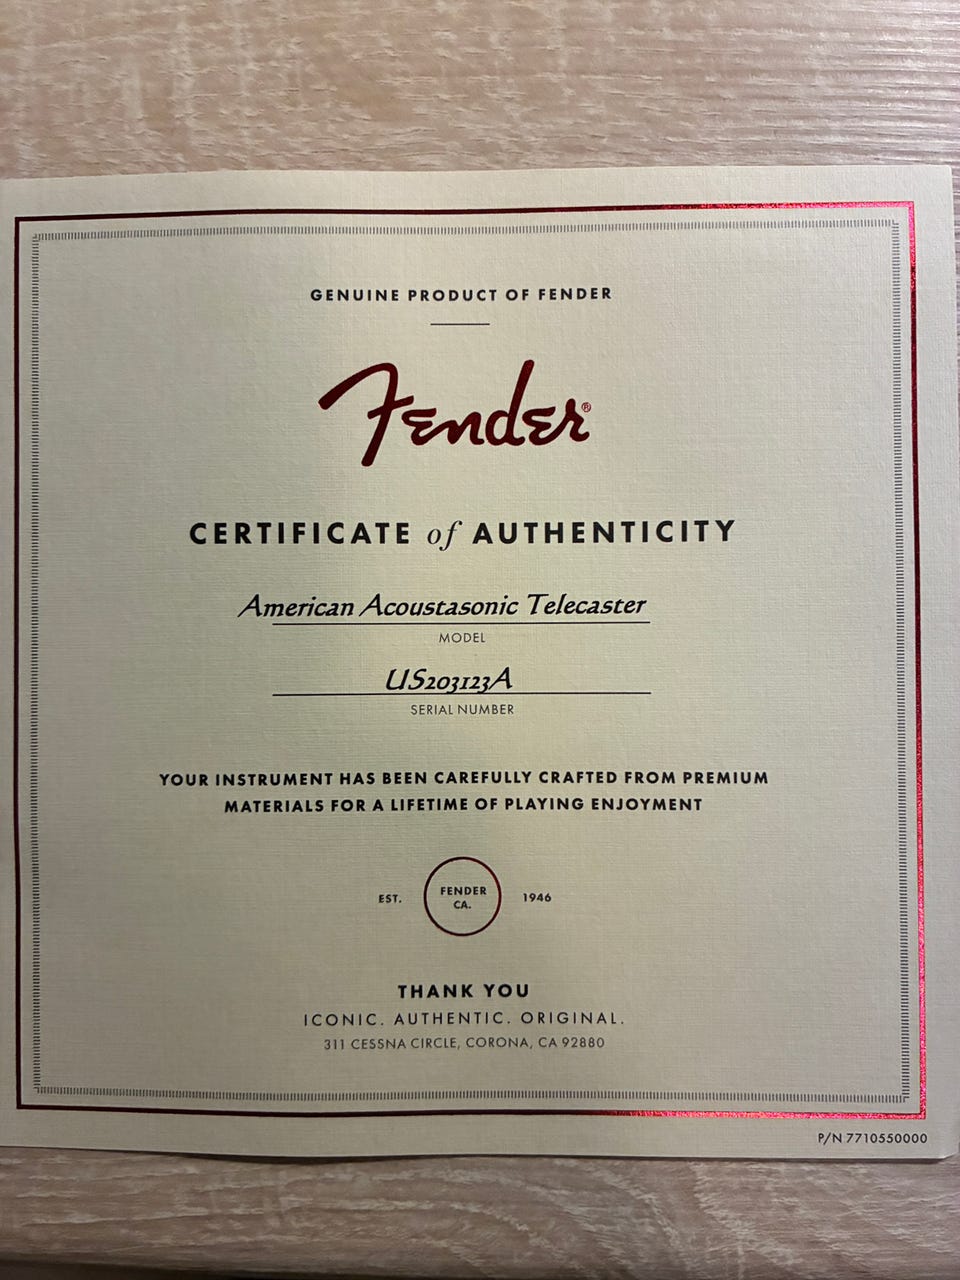 GENUINE PRODUCT OF FENDER
Fender®
CERTIFICATE of AUTHENTICITY
American Acoustasonic Telecaster
MODEL
US203123A
SERIAL NUMBER
YOUR INSTRUMENT HAS BEEN CAREFULLY CRAFTED FROM PREMIUM
MATERIALS FOR A LIFETIME OF PLAYING ENJOYMENT
EST. FENDER CA. 1946
THANK YOU
ICONIC. AUTHENTIC. ORIGINAL.
311 CESSNA CIRCLE, CORONA, CA 92880
P/N 7710550000